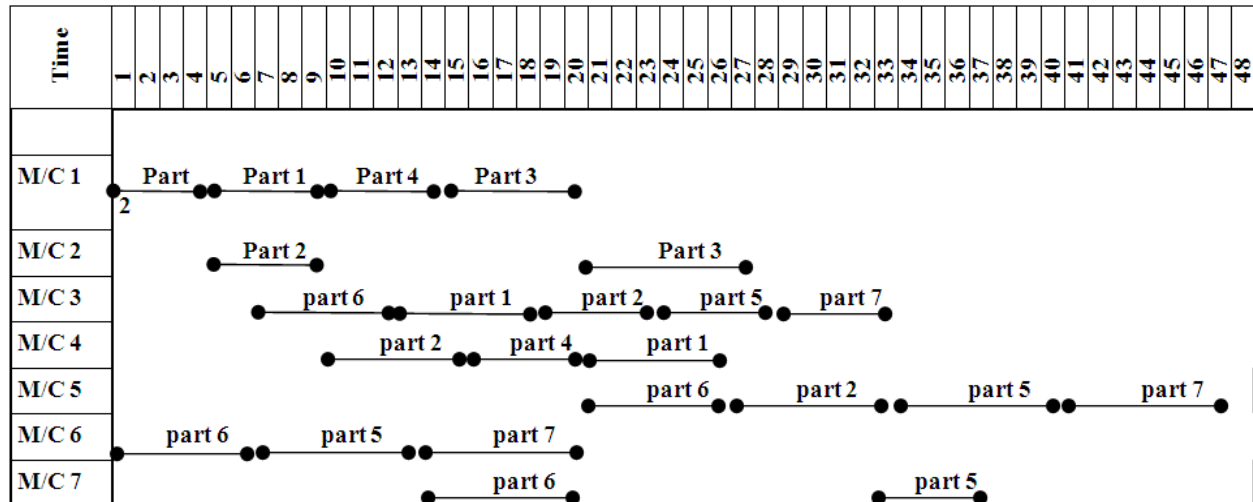 Time 1 2 3 4 5 6 7 8 9 10 11 12 13 14 15 16 17 18 19 20 21 22 23 24 25 26 27 28 29 30 31 32 33 34 35 36 37 38 39 40 41 42 43 44 45 46 47 48
M/C 1 Part Part 1 Part 4 Part 3
2
M/C 2 Part 2 Part 3
M/C 3 part 6 part 1 part 2 part 5 part 7
M/C 4 part 2 part 4 part 1
M/C 5 part 6 part 2 part 5 part 7
M/C 6 part 6 part 5 part 7
M/C 7 part 6 part 5